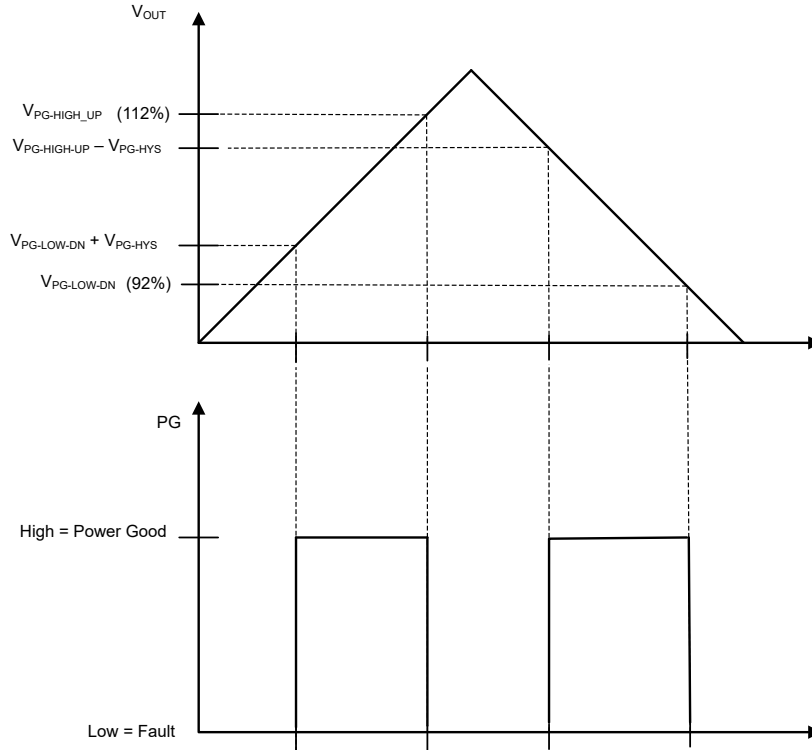 VOUT
VPG-HIGH_UP (112%)
VPG-HIGH-UP – VPG-HYS
VPG-LOW-DN + VPG-HYS
VPG-LOW-DN (92%)
PG
High = Power Good
Low = Fault